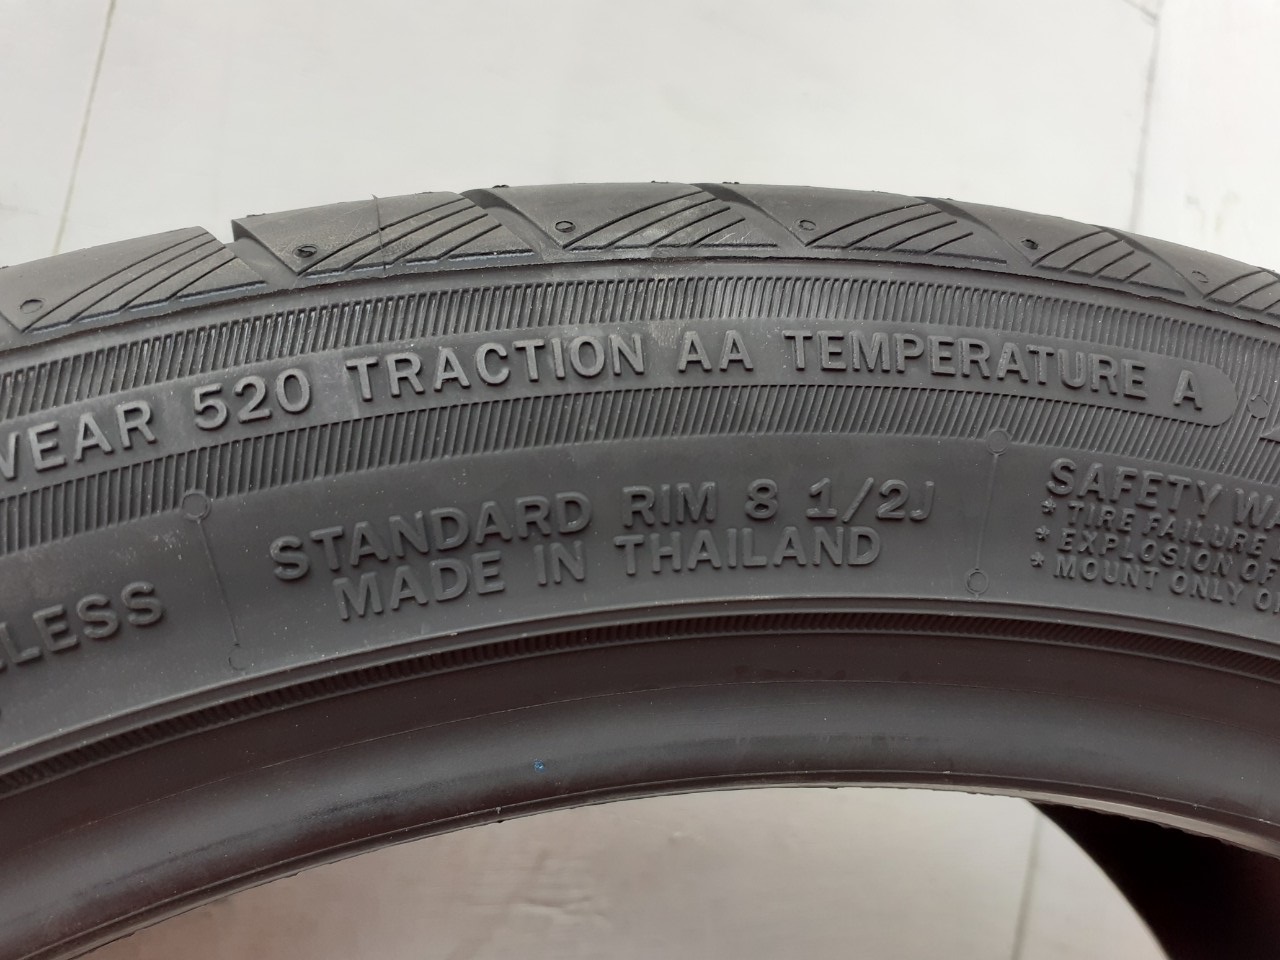 WEAR 520 TRACTION AA TEMPERATURE A
LESS
STANDARD RIM 8 1/2J
MADE IN THAILAND
SAFETY WA
* TIRE FAILURE
* EXPLOSION OF
* MOUNT ONLY O